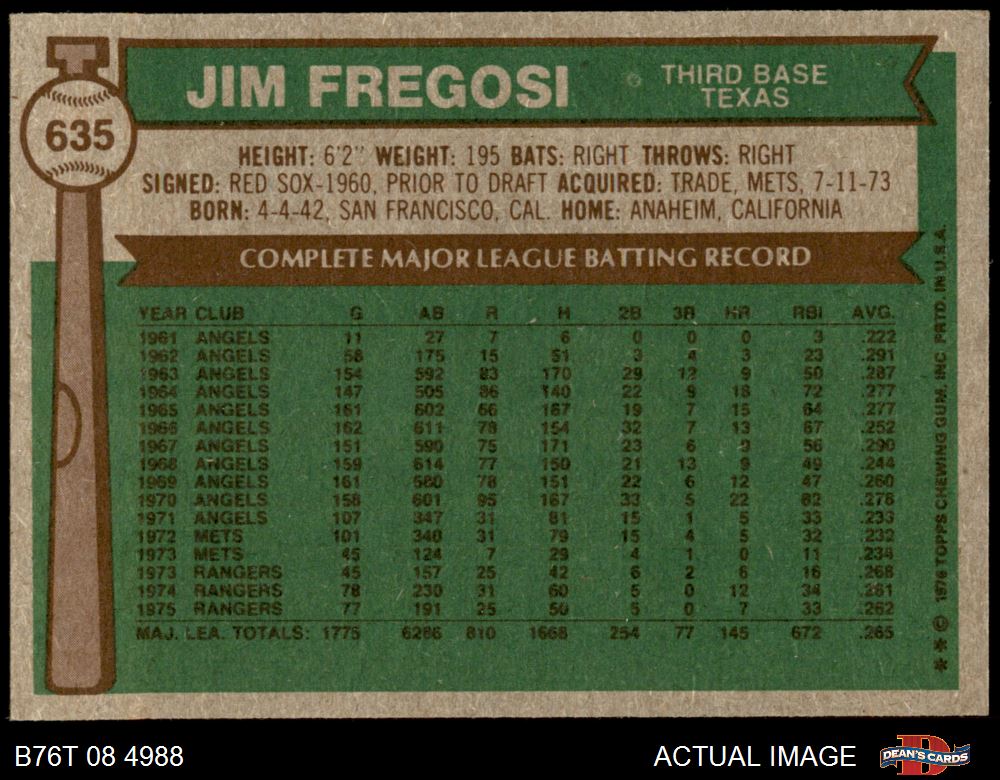 JIM FREGOSI
THIRD BASE
TEXAS
635
HEIGHT: 6'2" WEIGHT: 195 BATS: RIGHT THROWS: RIGHT
SIGNED: RED SOX-1960, PRIOR TO DRAFT ACQUIRED: TRADE, METS, 7-11-73
BORN: 4-4-42, SAN FRANCISCO, CAL. HOME: ANAHEIM, CALIFORNIA
COMPLETE MAJOR LEAGUE BATTING RECORD
YEAR CLUB G AB R H 2B 3B HR RBI AVG.
1961 ANGELS 11 27 7 6 0 0 0 3 .222
1962 ANGELS 58 175 15 51 3 4 3 23 .291
1963 ANGELS 154 592 83 170 29 12 9 50 .287
1964 ANGELS 147 505 86 140 22 9 18 72 .277
1965 ANGELS 161 602 66 167 19 7 15 64 .277
1966 ANGELS 162 611 78 154 32 7 13 67 .252
1967 ANGELS 151 590 75 171 23 6 9 56 .290
1968 ANGELS 159 614 77 150 21 13 9 49 .244
1969 ANGELS 161 580 78 151 22 6 12 47 .260
1970 ANGELS 158 601 95 167 33 5 22 82 .278
1971 ANGELS 107 347 31 81 15 1 5 33 .233
1972 METS 101 340 31 79 15 4 5 32 .232
1973 METS 45 124 7 29 4 1 0 11 .234
1973 RANGERS 45 157 25 42 6 2 6 16 .268
1974 RANGERS 78 230 31 60 5 0 12 34 .261
1975 RANGERS 77 191 25 50 5 0 7 33 .262
MAJ. LEA. TOTALS: 1775 6286 810 1668 254 77 145 672 .265
** © 1976 TOPPS CHEWING GUM, INC. PRTD. IN U.S.A.
B76T 08 4988
ACTUAL IMAGE
DEAN'S CARDS